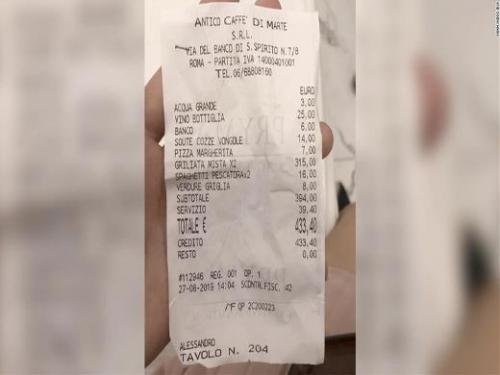 ANTICO CAFFE' DI MARTE
S.R.L.
VIA DEL BANCO DI S.SPIRITO N.7/8
ROMA - PARTITA IVA 14000401001
TEL.06/68808160
EURO
ACQUA GRANDE 3,00
VINO BOTTIGLIA 25,00
BANCO 6,00
SOUTE COZZE VONGOLE 14,00
PIZZA MARGHERITA 7,00
GRILIATA MISTA X2 315,00
SPAGHETTI PESCATORAx2 16,00
VERDURE GRIGLIA 8,00
SUBTOTALE 394,00
SERVIZIO 39,40
TOTALE € 433,40
CREDITO 433,40
RESTO 0,00
#112946 REG. 001 OP. 1
27-08-2019 14:04 SCONTR.FISC. 42
/MF QP 2C200223
ALESSANDRO
TAVOLO N. 204